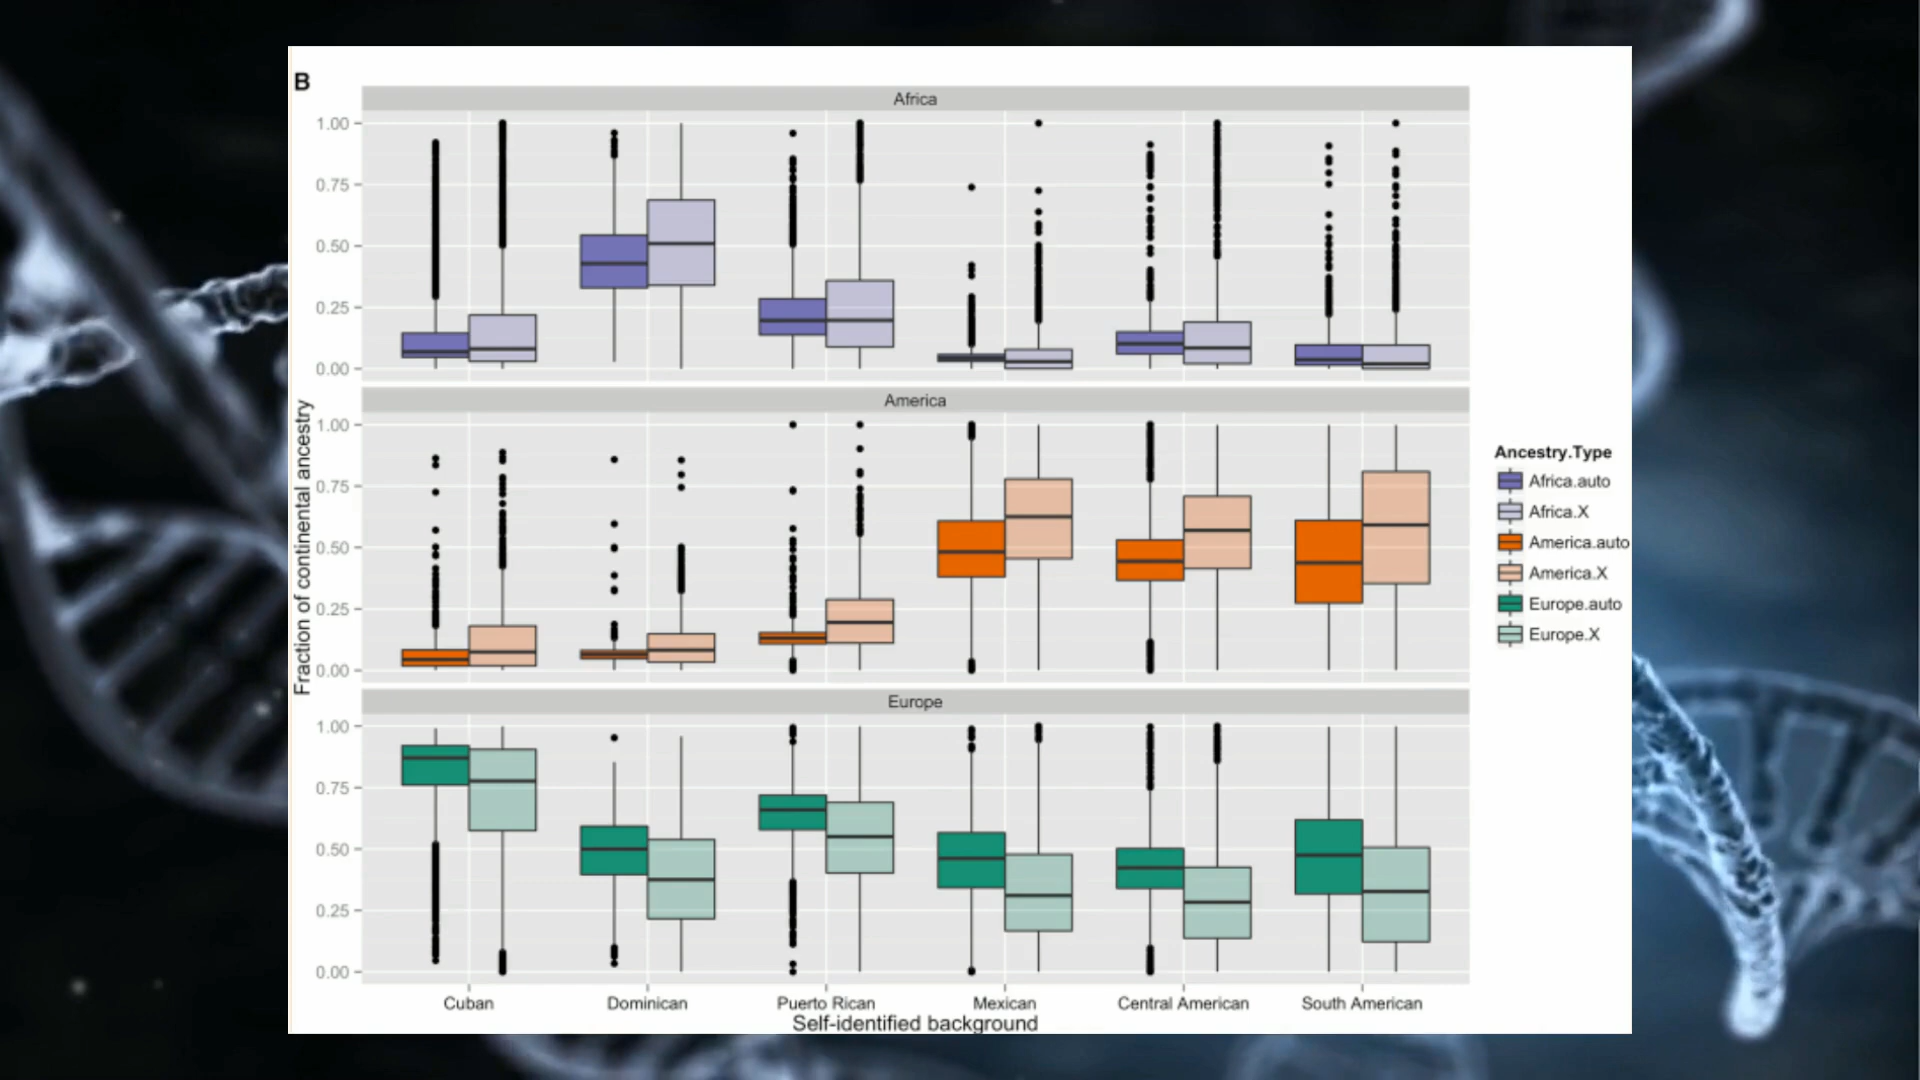 B
Africa
1.00
0.75
0.50
0.25
0.00
America
1.00
0.75
0.50
0.25
0.00
Europe
1.00
0.75
0.50
0.25
0.00
Fraction of continental ancestry
Cuban Dominican Puerto Rican Mexican Central American South American
Self-identified background
Ancestry.Type
Africa.auto
Africa.X
America.auto
America.X
Europe.auto
Europe.X